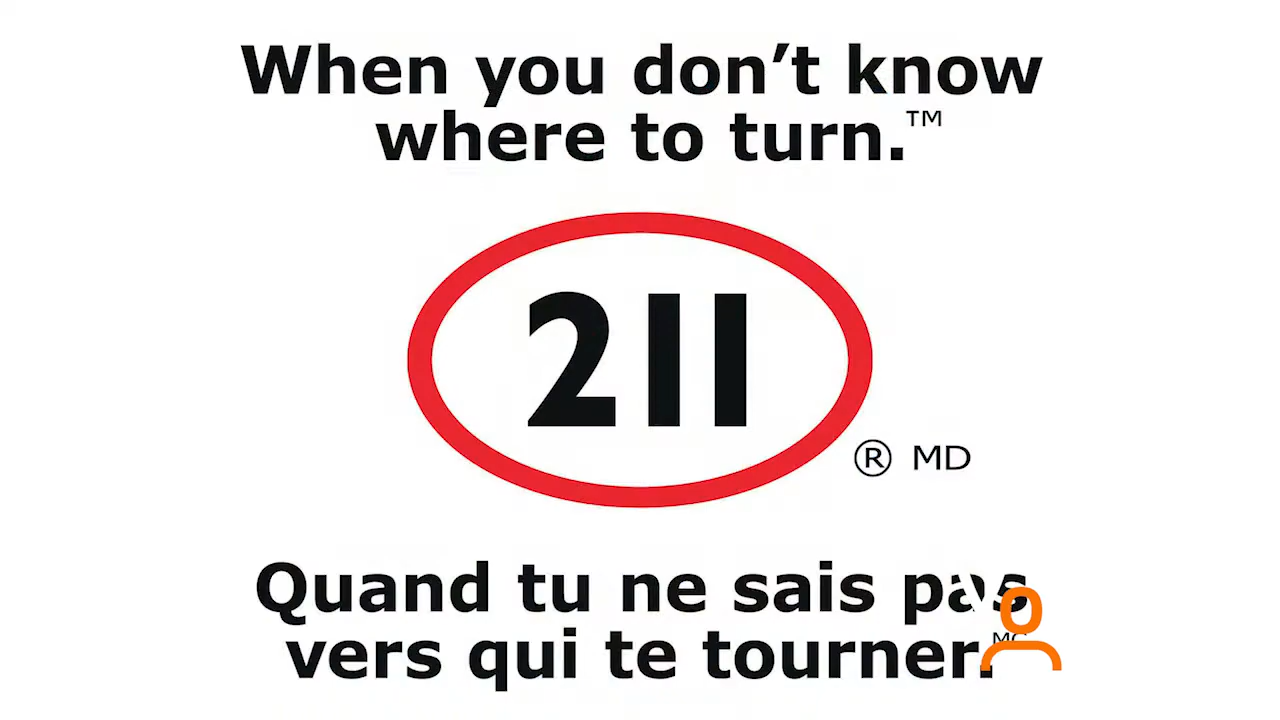 When you don’t know
where to turn.™
211
® MD
Quand tu ne sais pas
vers qui te tourner.MC